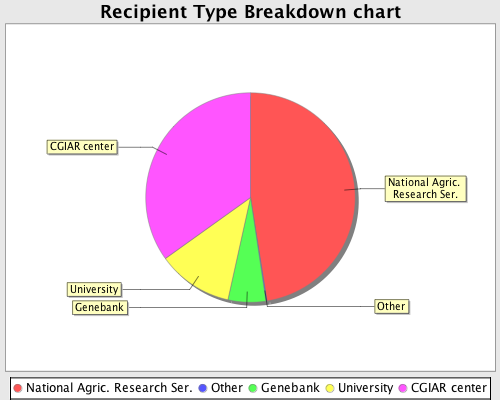 Recipient Type Breakdown chart
CGIAR center
National Agric.
Research Ser.
University
Genebank
Other
National Agric. Research Ser. Other Genebank University CGIAR center